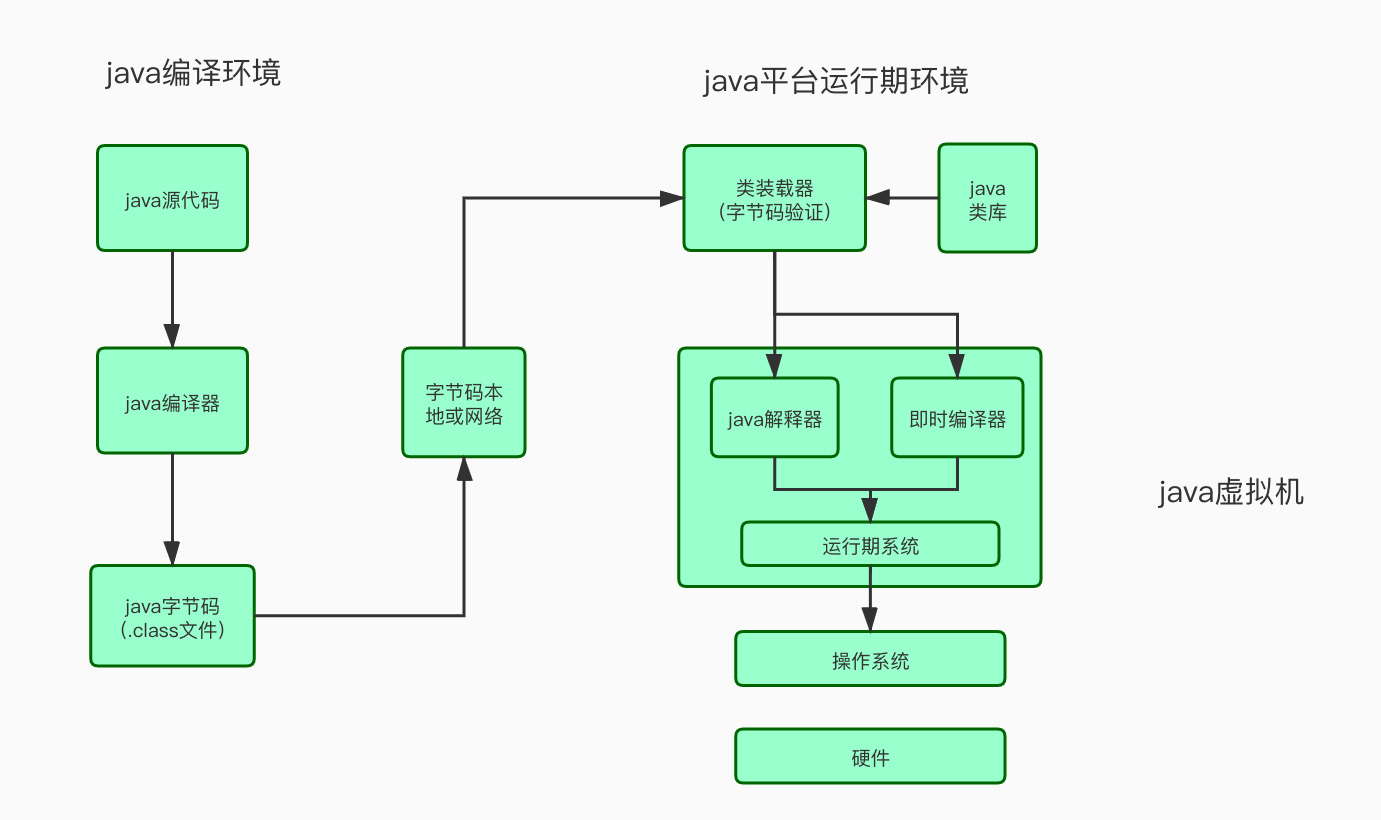 java编译环境
java平台运行期环境
java源代码
类装载器
（字节码验证）
java
类库
java编译器
字节码本
地或网络
java解释器
即时编译器
java虚拟机
运行期系统
java字节码
（.class文件）
操作系统
硬件